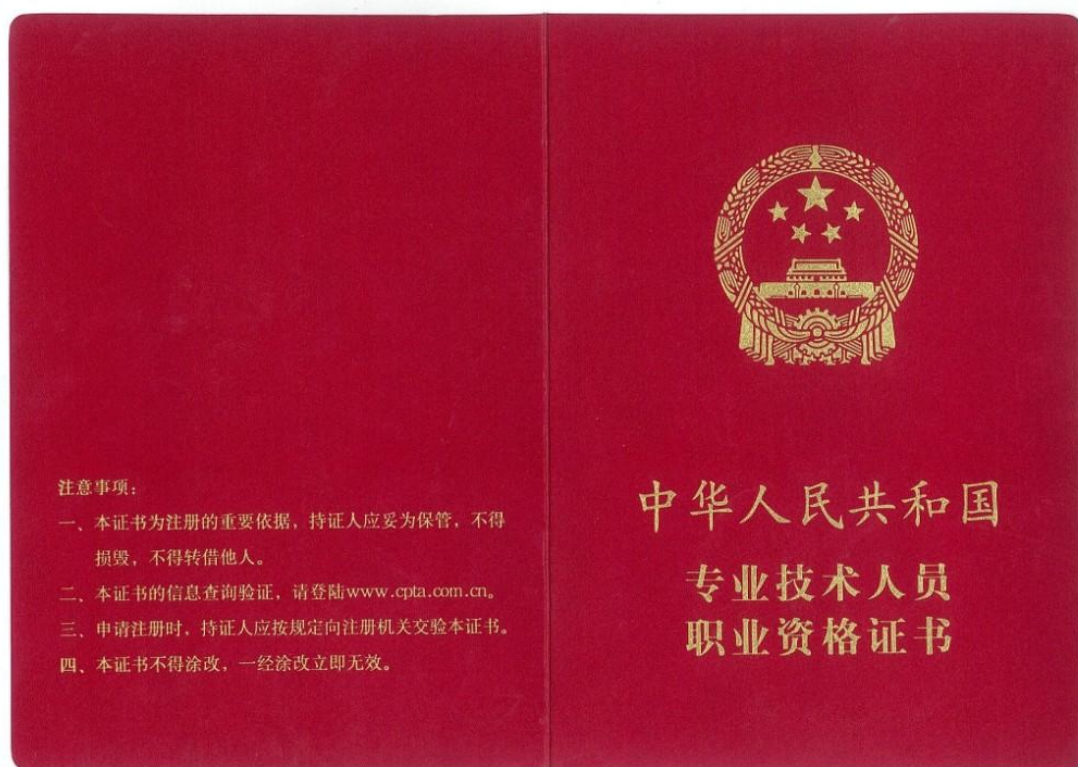 注意事项：
一、本证书为注册的重要依据，持证人应妥为保管，不得
损毁，不得转借他人。
二、本证书的信息查询验证，请登陆www.cpta.com.cn。
三、申请注册时，持证人应按规定向注册机关交验本证书。
四、本证书不得涂改，一经涂改立即无效。
中华人民共和国
专业技术人员
职业资格证书